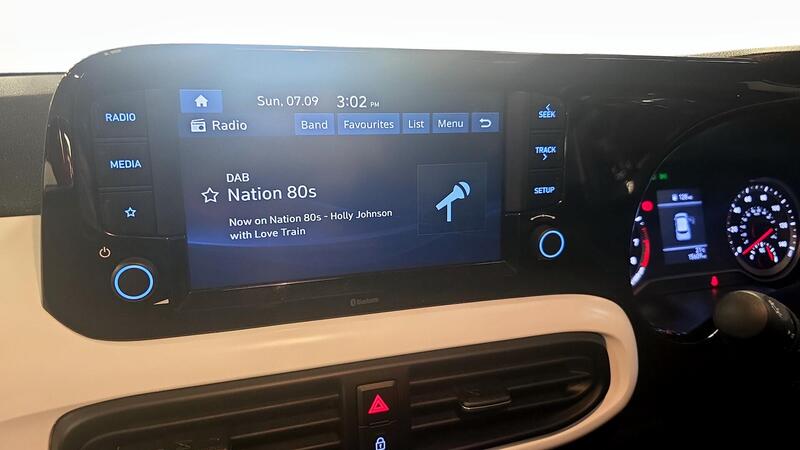 Sun, 07.09 3:02 PM
Radio Band Favourites List Menu
RADIO
MEDIA
DAB
Nation 80s
Now on Nation 80s - Holly Johnson
with Love Train
SEEK
TRACK
SETUP
Bluetooth